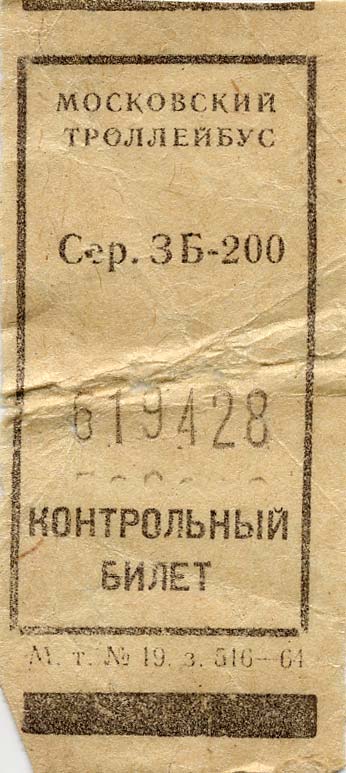 МОСКОВСКИЙ
ТРОЛЛЕЙБУС
Сер. ЗБ-200
619428
КОНТРОЛЬНЫЙ
БИЛЕТ
М. т. № 19. з. 516—64